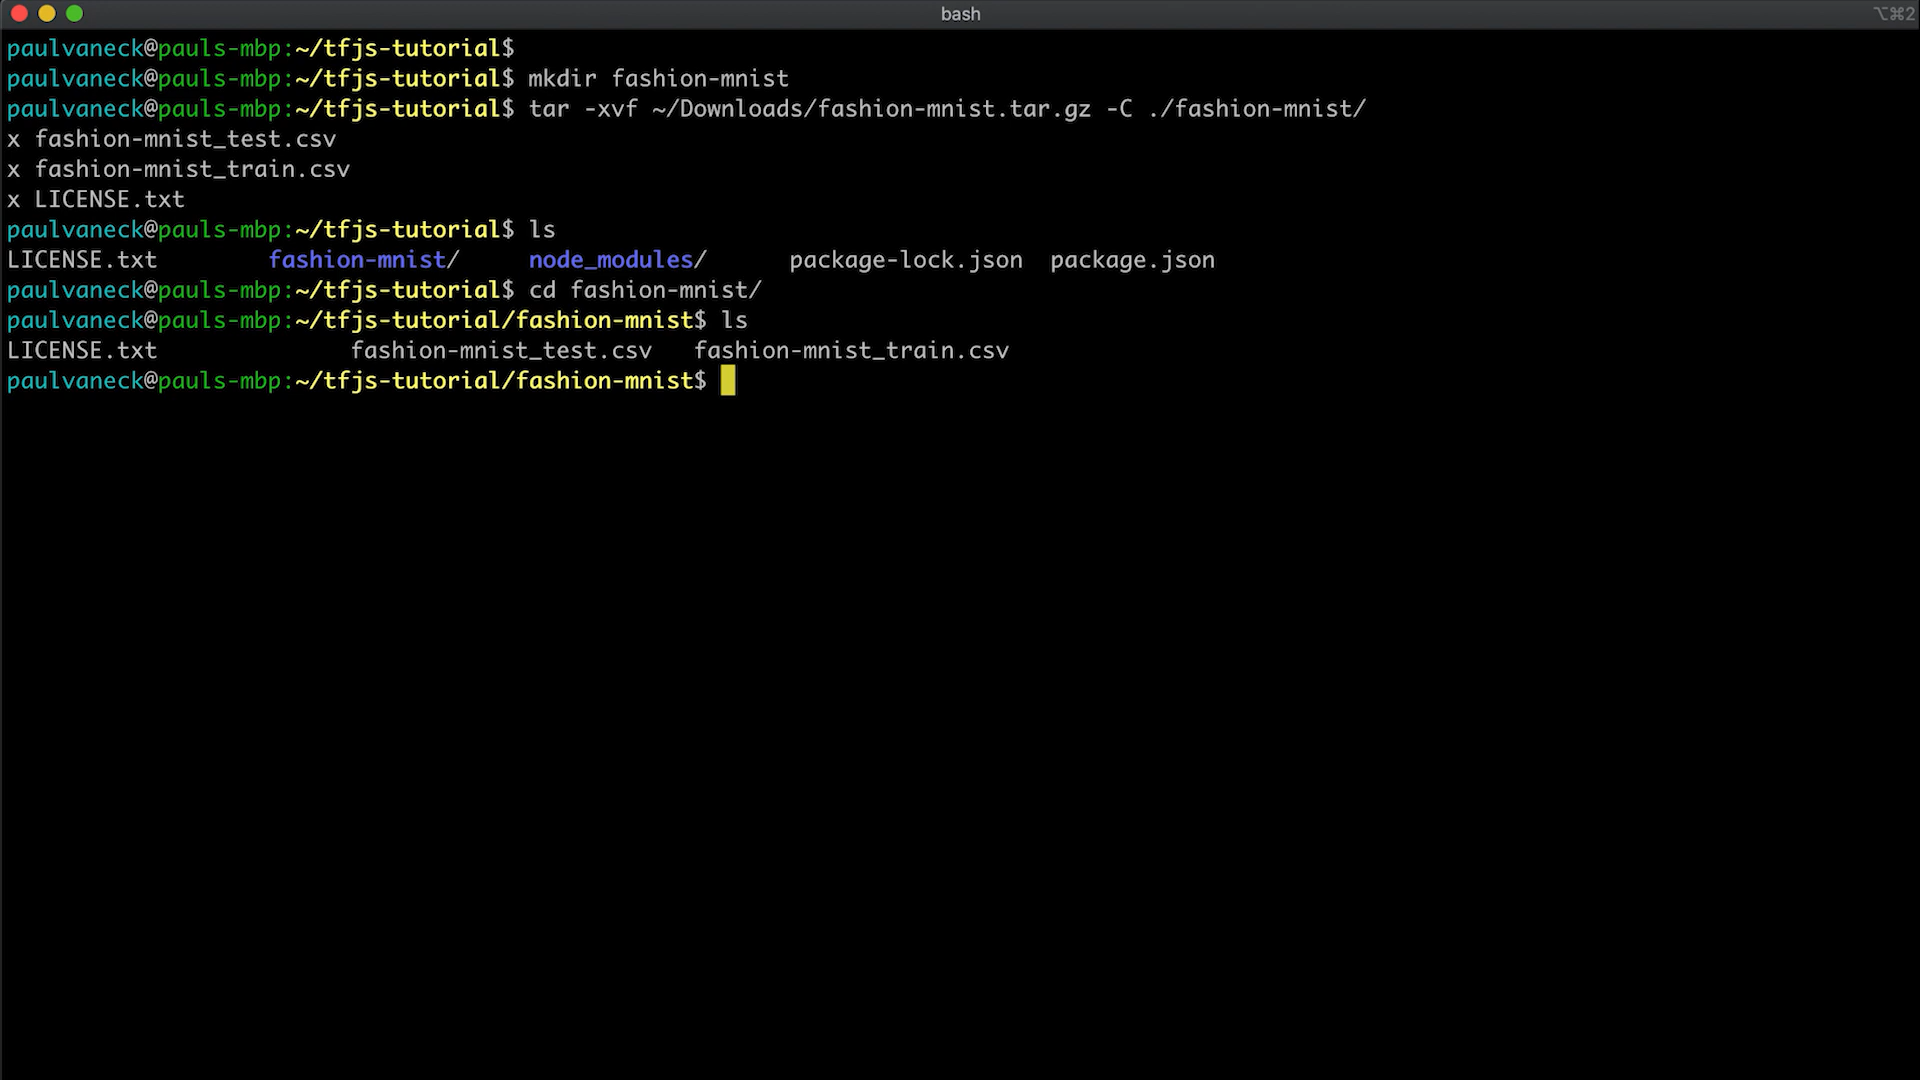 bash
⌥⌘2
paulvaneck@pauls-mbp:~/tfjs-tutorial$
paulvaneck@pauls-mbp:~/tfjs-tutorial$ mkdir fashion-mnist
paulvaneck@pauls-mbp:~/tfjs-tutorial$ tar -xvf ~/Downloads/fashion-mnist.tar.gz -C ./fashion-mnist/
x fashion-mnist_test.csv
x fashion-mnist_train.csv
x LICENSE.txt
paulvaneck@pauls-mbp:~/tfjs-tutorial$ ls
LICENSE.txt fashion-mnist/ node_modules/ package-lock.json package.json
paulvaneck@pauls-mbp:~/tfjs-tutorial$ cd fashion-mnist/
paulvaneck@pauls-mbp:~/tfjs-tutorial/fashion-mnist$ ls
LICENSE.txt fashion-mnist_test.csv fashion-mnist_train.csv
paulvaneck@pauls-mbp:~/tfjs-tutorial/fashion-mnist$